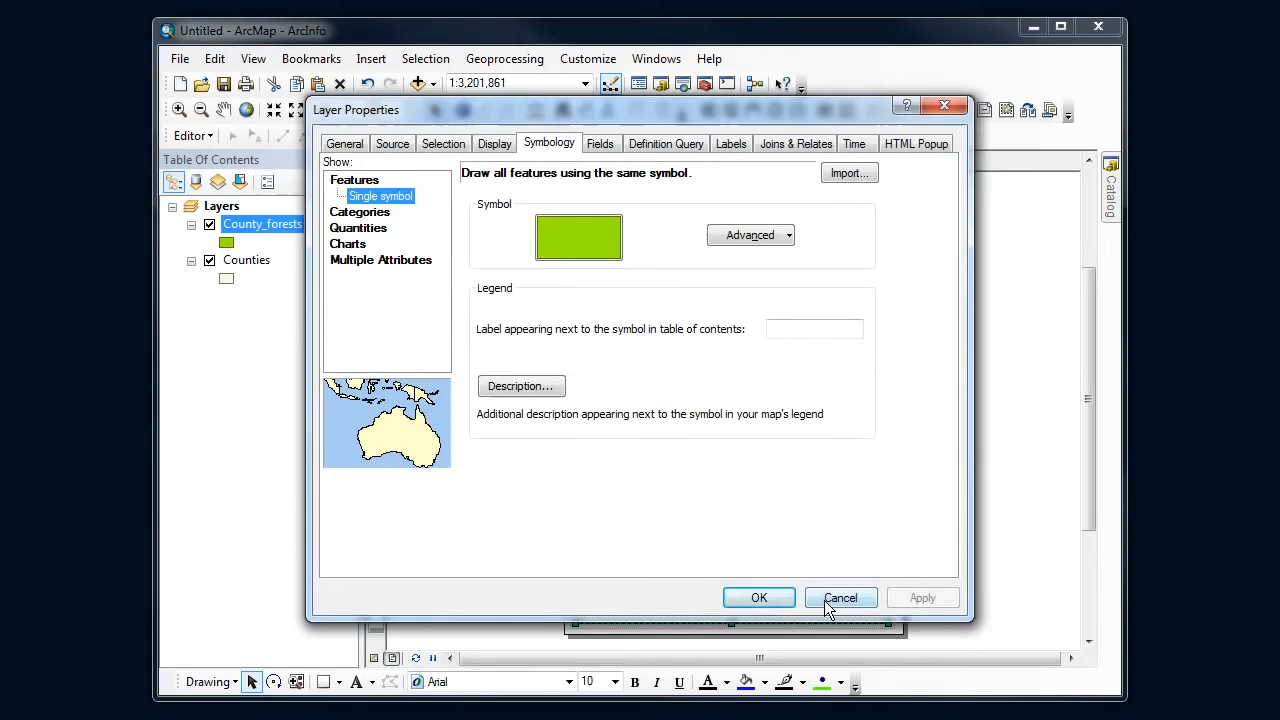 Untitled - ArcMap - ArcInfo
File Edit View Bookmarks Insert Selection Geoprocessing Customize Windows Help
1:3,201,861
Layer Properties
Editor
General Source Selection Display Symbology Fields Definition Query Labels Joins & Relates Time HTML Popup
Table Of Contents
Show:
Features
Single symbol
Categories
Quantities
Charts
Multiple Attributes
Draw all features using the same symbol.
Import...
Catalog
Layers
County_forests
Counties
Symbol
Advanced
Legend
Label appearing next to the symbol in table of contents:
Description...
Additional description appearing next to the symbol in your map's legend
OK Cancel Apply
Drawing A Arial 10 B I U A